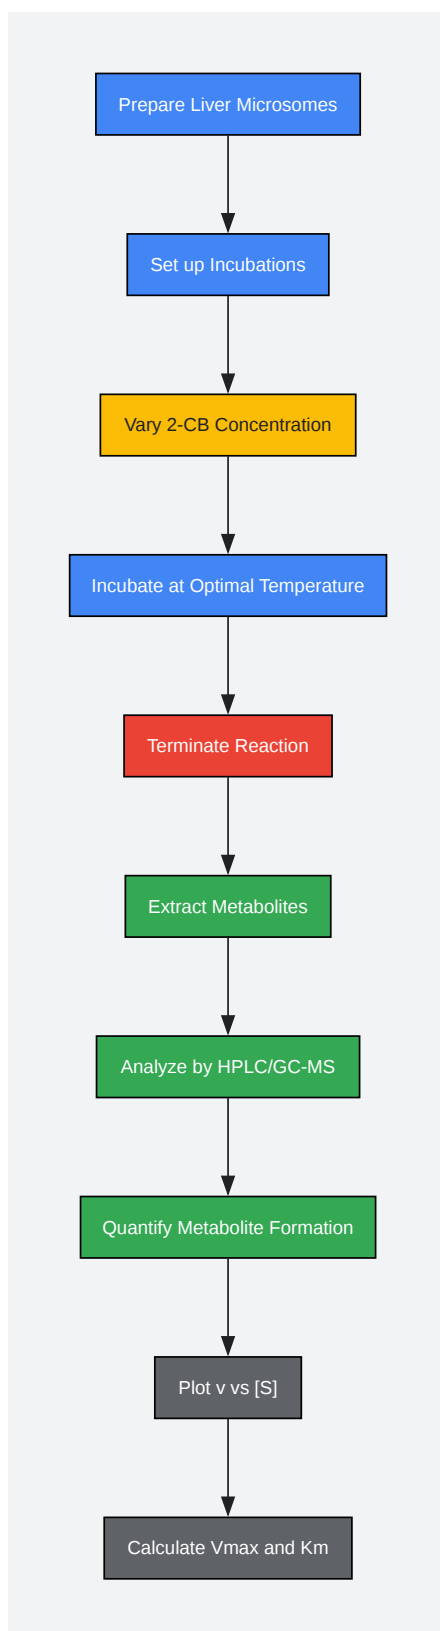 Prepare Liver Microsomes
Set up Incubations
Vary 2-CB Concentration
Incubate at Optimal Temperature
Terminate Reaction
Extract Metabolites
Analyze by HPLC/GC-MS
Quantify Metabolite Formation
Plot v vs [S]
Calculate Vmax and Km